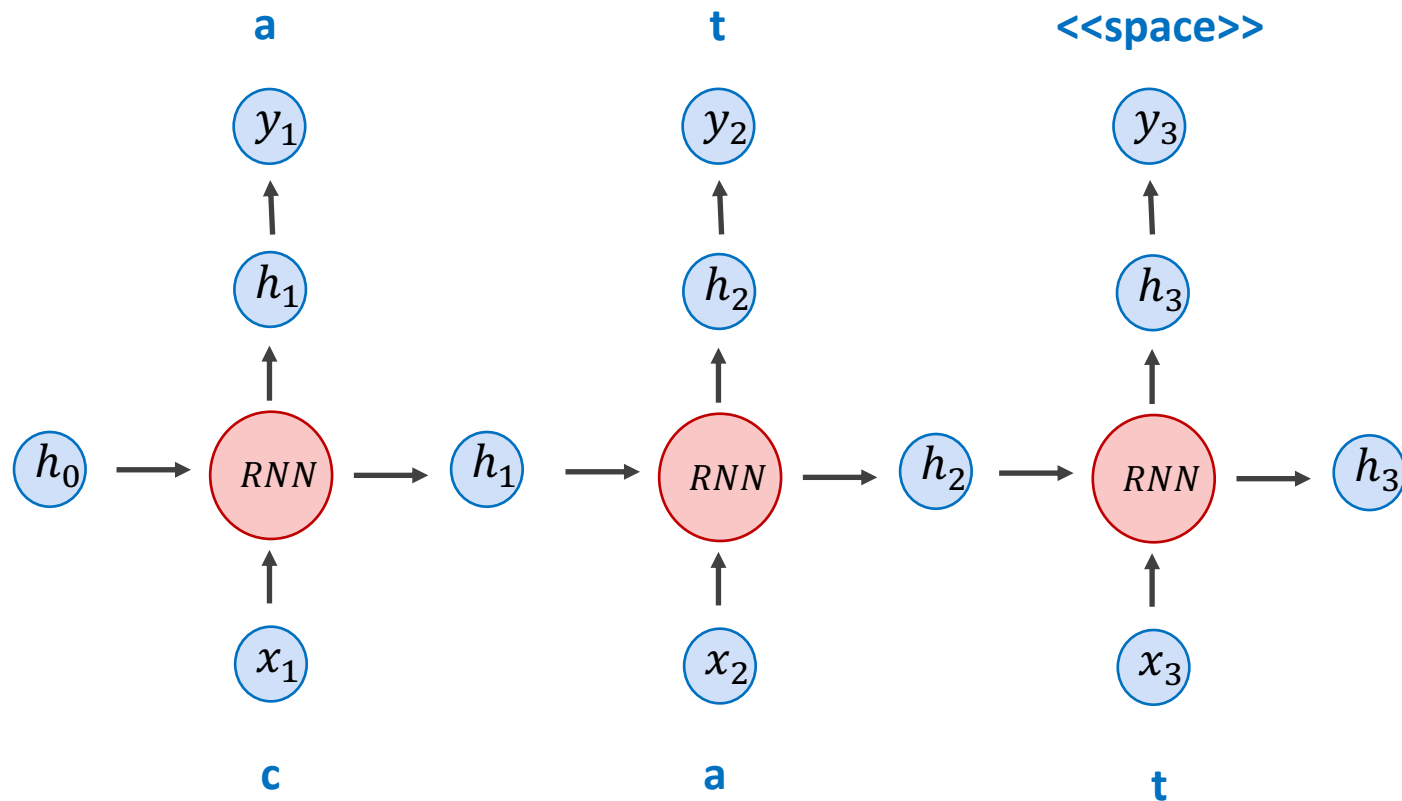 a t <<space>>
y₁ y₂ y₃
h₁ h₂ h₃
h₀ RNN h₁ RNN h₂ RNN h₃
x₁ x₂ x₃
c a t